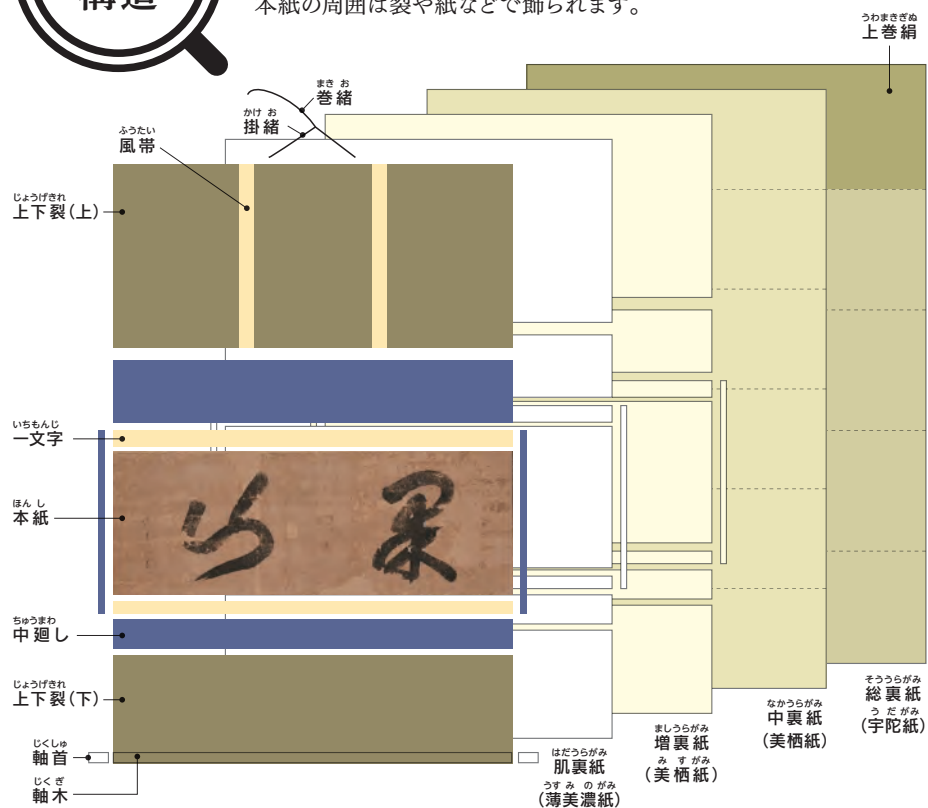 構造
本紙の周囲は裂や紙などで飾られます。
うわまきぎぬ
上巻絹
まきお
巻緒
かけお
掛緒
ふうたい
風帯
じょうげきれ
上下裂(上)
いちもんじ
一文字
ほんし
本紙
ちゅうまわ
中廻し
じょうげきれ
上下裂(下)
じくしゅ
軸首
じくぎ
軸木
はだうらがみ
肌裏紙
うすみのがみ
(薄美濃紙)
ましうらがみ
増裏紙
みすがみ
(美栖紙)
なかうらがみ
中裏紙
(美栖紙)
そううらがみ
総裏紙
うだがみ
(宇陀紙)